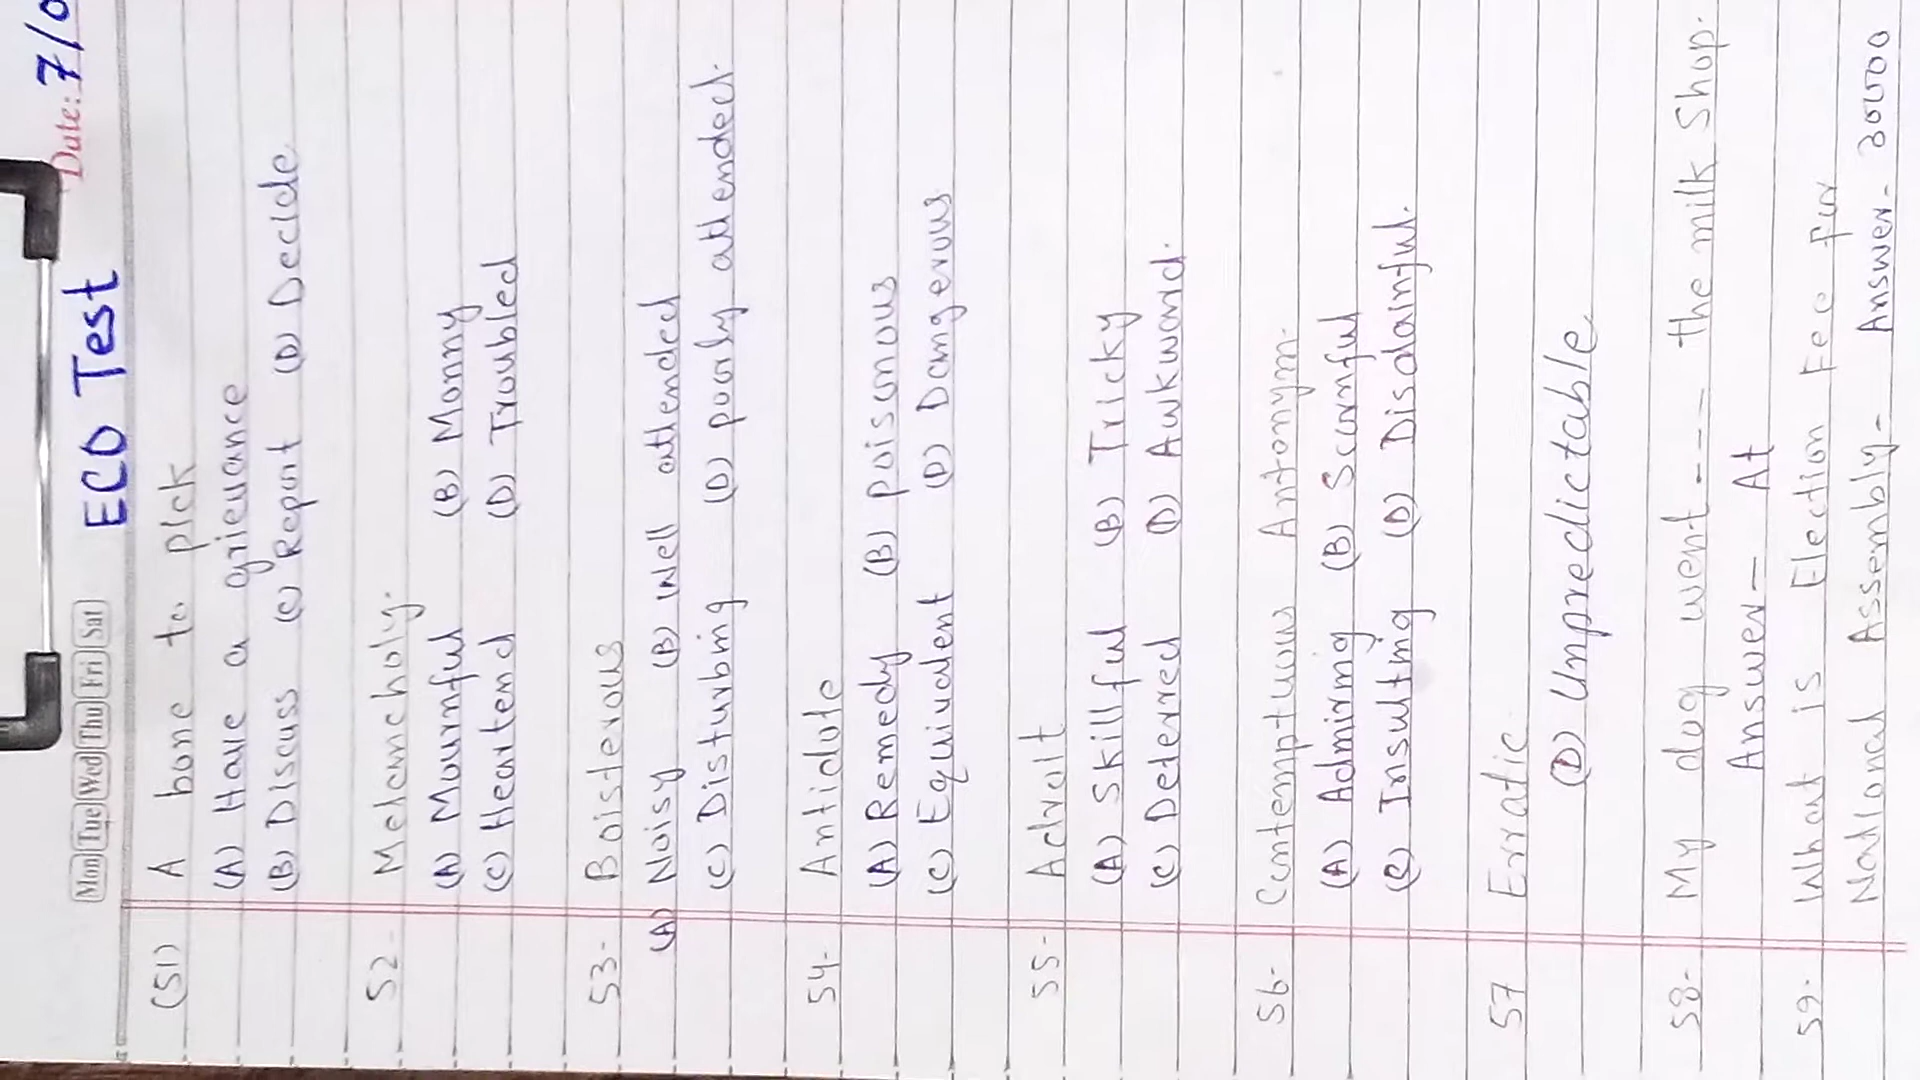 Mon Tue Wed Thu Fri Sat
Date: 7/0
ECO Test
(51) A bone to pick
(A) Have a grievance
(B) Discuss (C) Report (D) Decide
52- Melencholy.
(A) Mournful (B) Monny
(C) Heartend (D) Troubled
53- Boisterous
(A) Noisy (B) Well attended
(C) Disturbing (D) poorly attended.
54- Antidote
(A) Remedy (B) poisonous
(C) Equivalent (D) Dangerous
55- Adroit
(A) Skillful (B) Tricky
(C) Deterred (D) Awkward.
56- Contemptuous Antonym.
(A) Admiring (B) Scornful
(C) Insulting (D) Disdainful.
57 Erratic
(D) Unpredictable
58- My dog went - - - the milk Shop.
Answer = At
59- What is Election Fee for
National Assembly- Answer- 30000